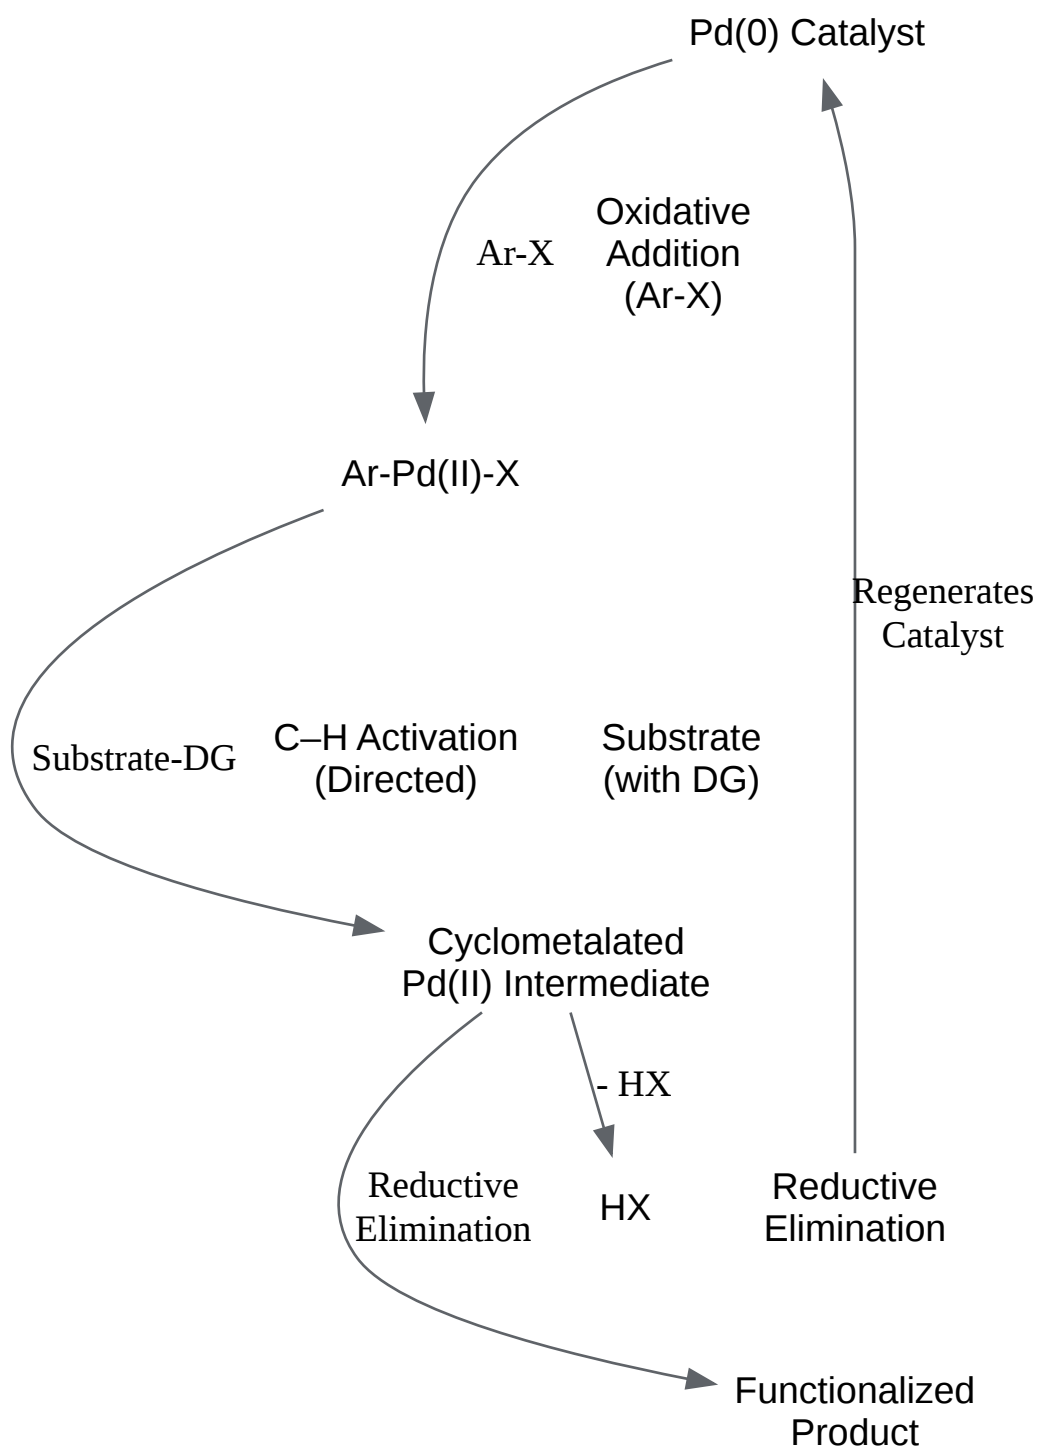 Pd(0) Catalyst
Ar-X
Oxidative
Addition
(Ar-X)
Ar-Pd(II)-X
Regenerates
Catalyst
Substrate-DG
C–H Activation
(Directed)
Substrate
(with DG)
Cyclometalated
Pd(II) Intermediate
- HX
Reductive
Elimination
HX
Reductive
Elimination
Functionalized
Product